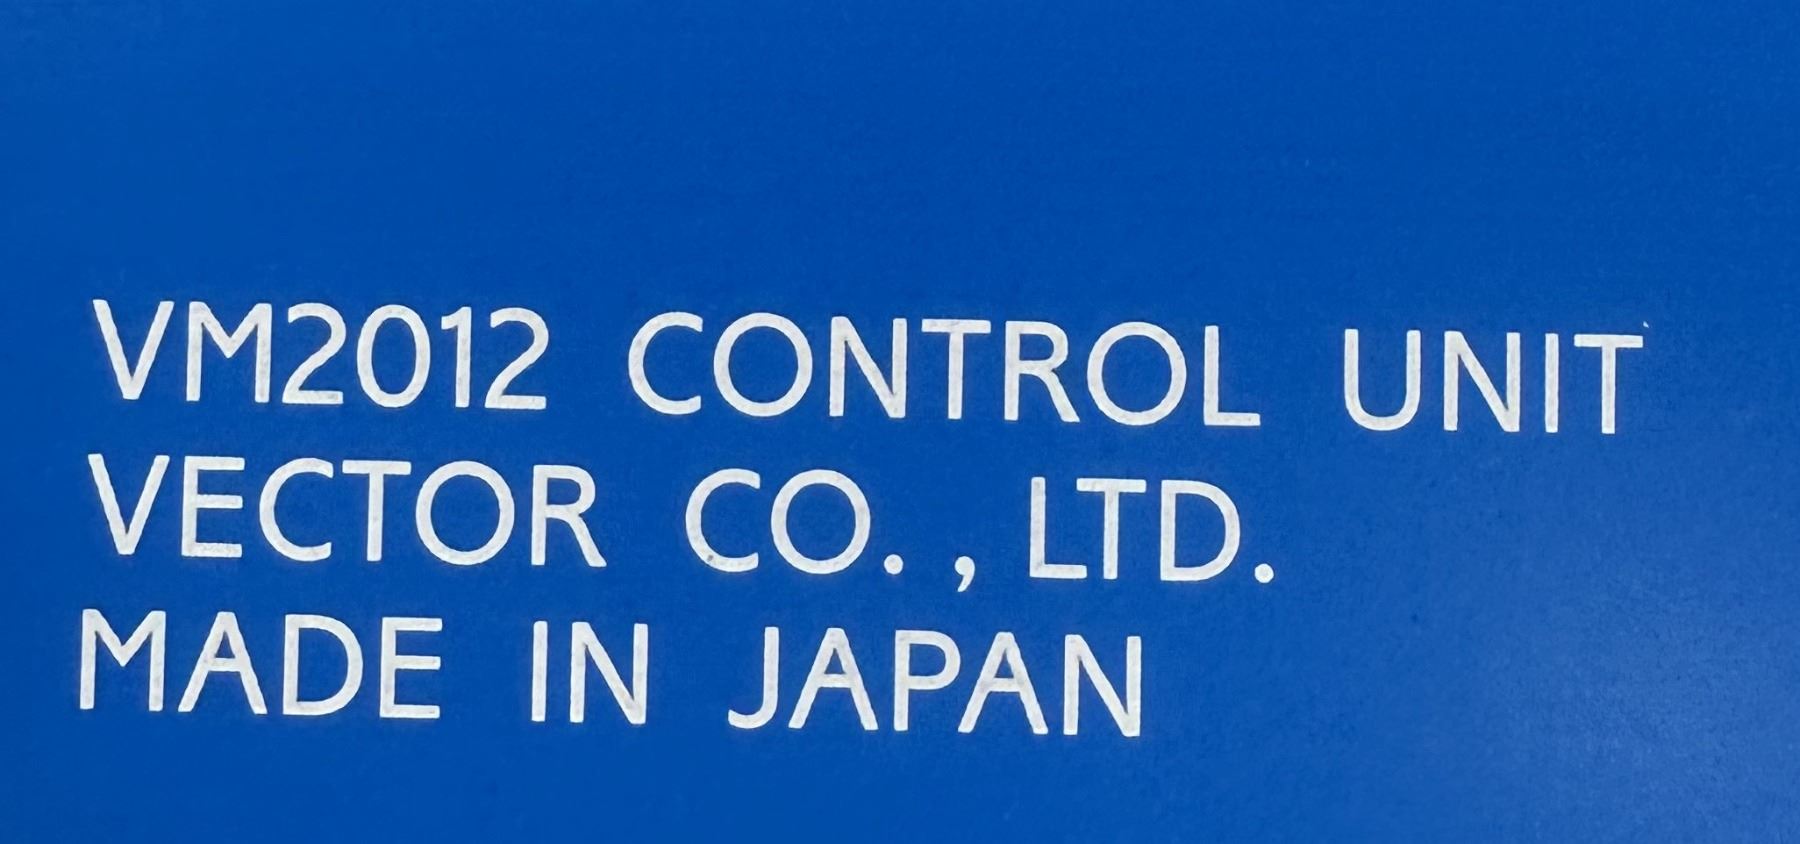 VM2012 CONTROL UNIT
VECTOR CO., LTD.
MADE IN JAPAN